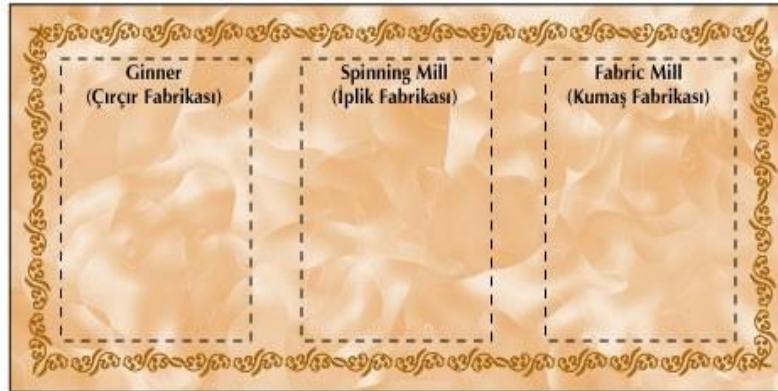 Ginner
(Çırçır Fabrikası)
Spinning Mill
(İplik Fabrikası)
Fabric Mill
(Kumaş Fabrikası)